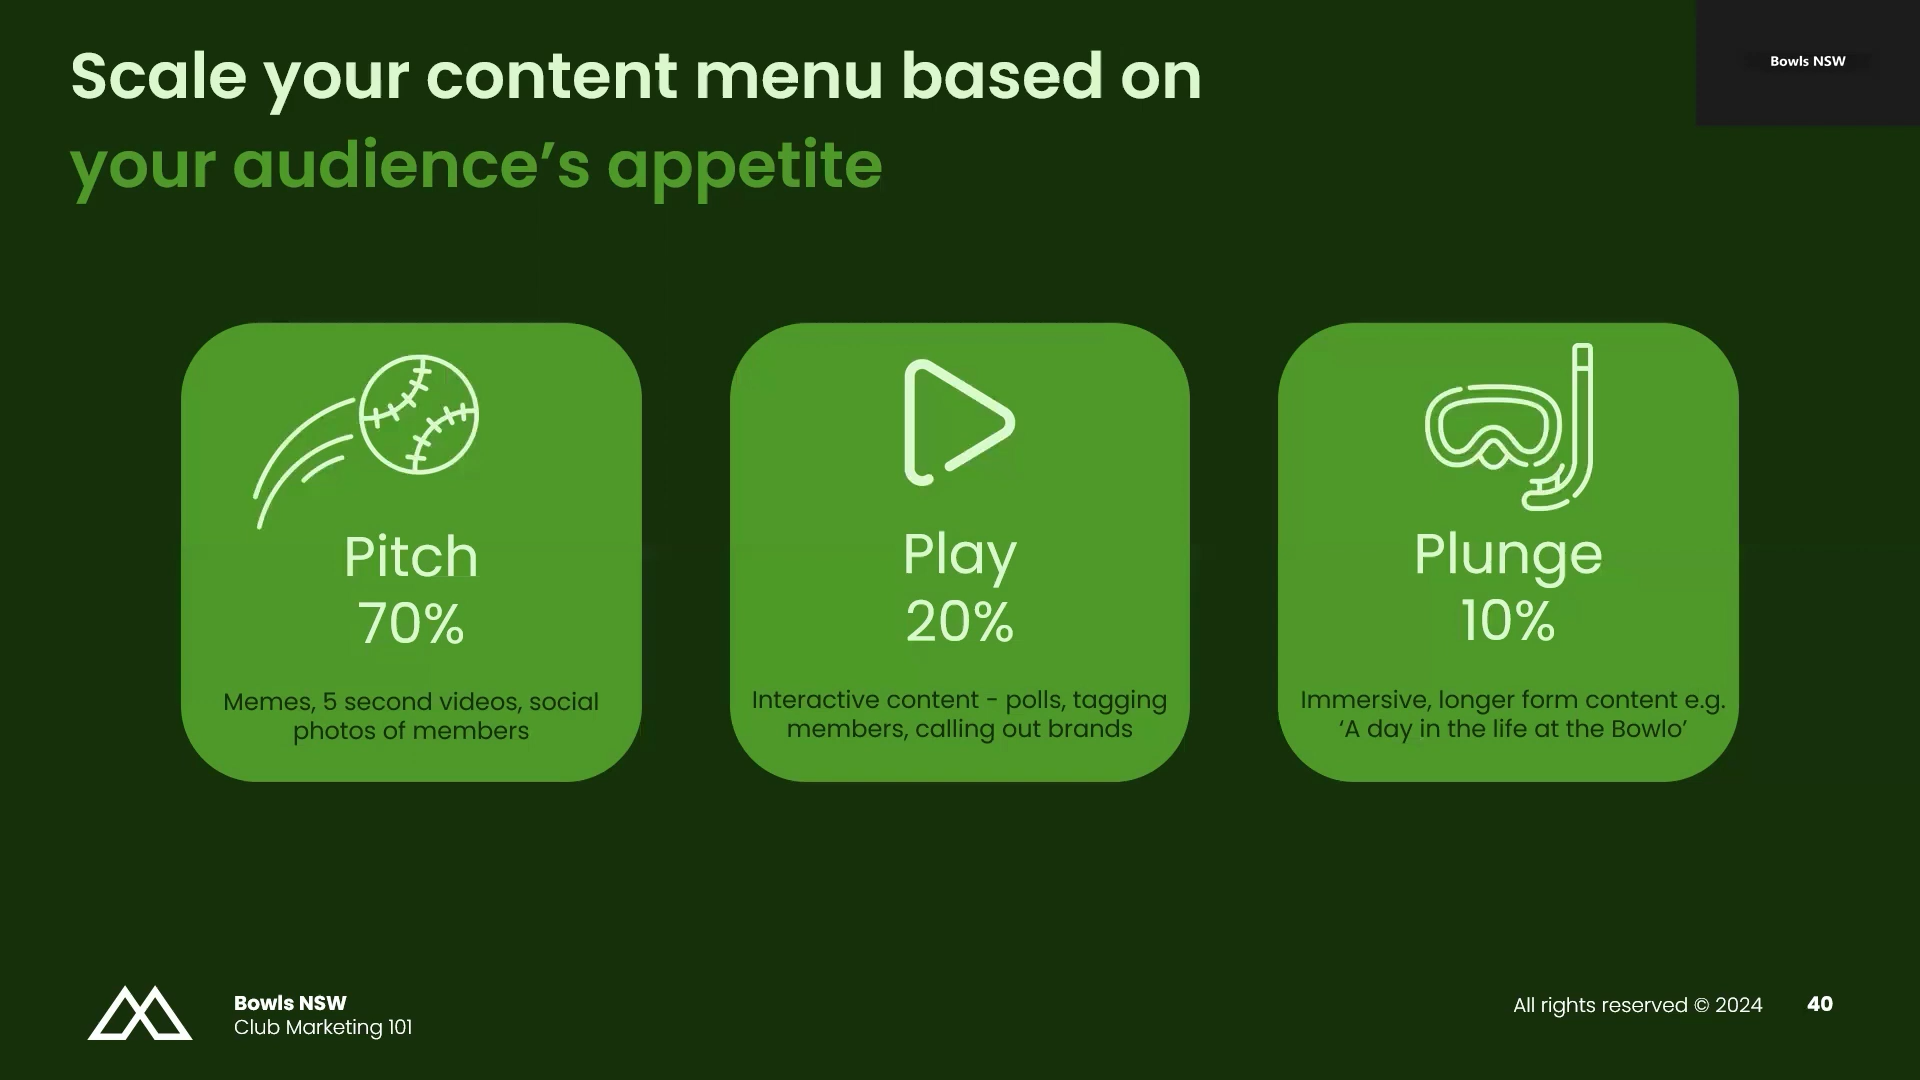 Scale your content menu based on
your audience’s appetite
Bowls NSW
Pitch
70%
Memes, 5 second videos, social
photos of members
Play
20%
Interactive content - polls, tagging
members, calling out brands
Plunge
10%
Immersive, longer form content e.g.
‘A day in the life at the Bowlo’
Bowls NSW
Club Marketing 101
All rights reserved © 2024
40